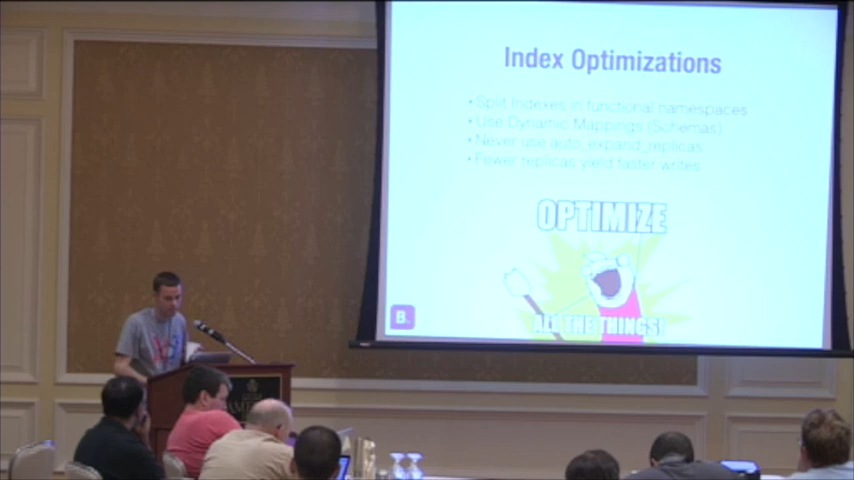 Index Optimizations
• Split Indexes in functional namespaces
• Use Dynamic Mappings (Schemas)
• Never use auto_expand_replicas
• Fewer replicas yield faster writes
OPTIMIZE
ALL THE THINGS!
B.